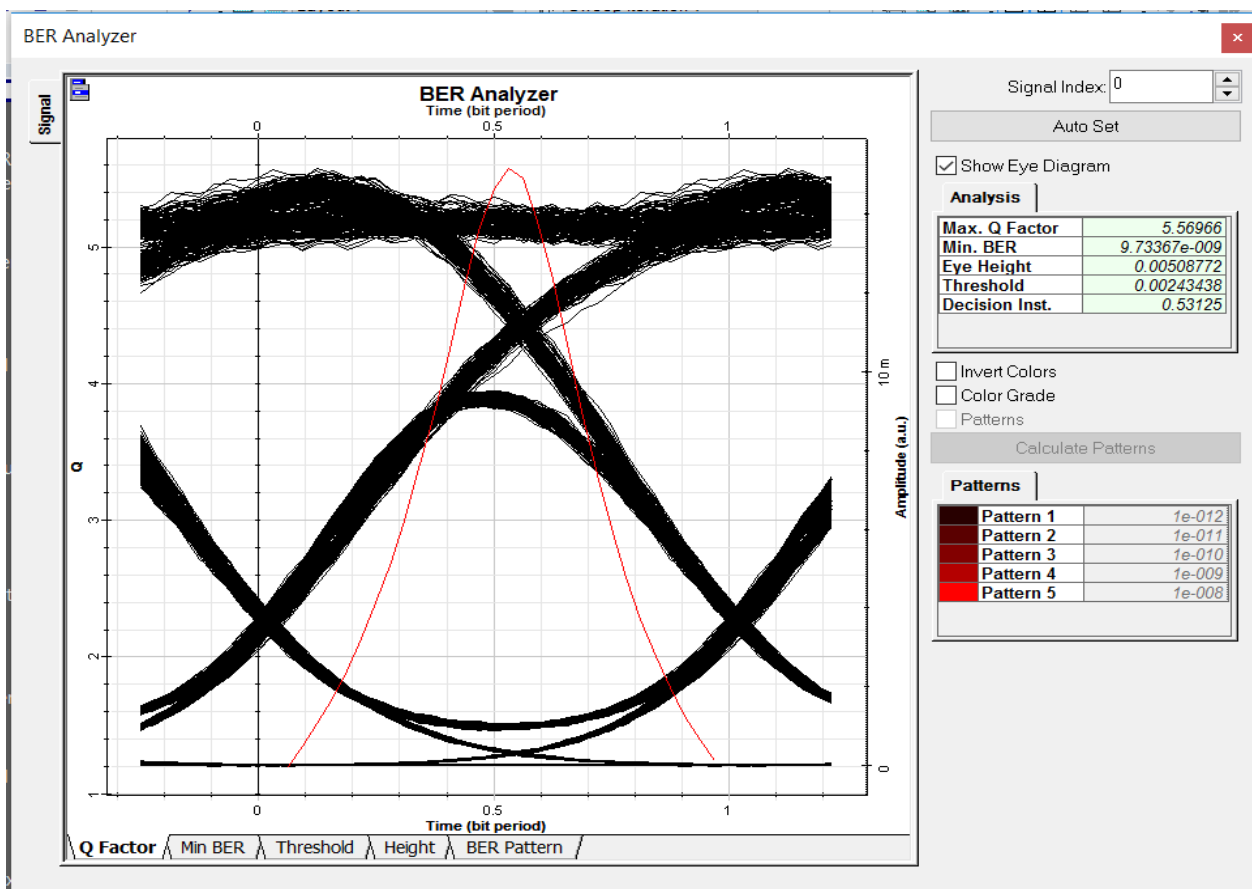 BER Analyzer
Signal Index: 0
Auto Set
Show Eye Diagram
Analysis
Max. Q Factor 5.56966
Min. BER 9.73367e-009
Eye Height 0.00508772
Threshold 0.00243438
Decision Inst. 0.53125
Invert Colors
Color Grade
Patterns
Calculate Patterns
Patterns
Pattern 1 1e-012
Pattern 2 1e-011
Pattern 3 1e-010
Pattern 4 1e-009
Pattern 5 1e-008
Signal
BER Analyzer
Time (bit period)
0 0.5 1
5
4
3
2
1
Q
10 m
0
Amplitude (a.u.)
0 0.5 1
Time (bit period)
Q Factor Min BER Threshold Height BER Pattern